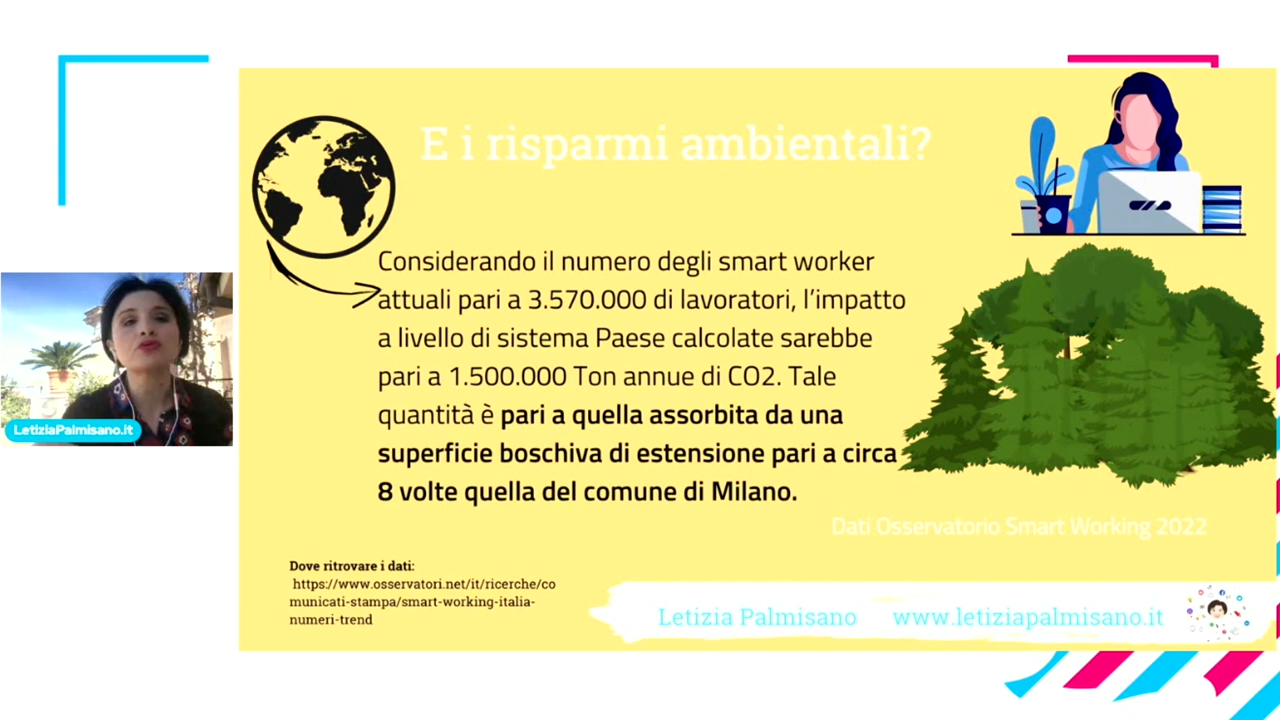 E i risparmi ambientali?
Considerando il numero degli smart worker
attuali pari a 3.570.000 di lavoratori, l'impatto
a livello di sistema Paese calcolate sarebbe
pari a 1.500.000 Ton annue di CO2. Tale
quantità è pari a quella assorbita da una
superficie boschiva di estensione pari a circa
8 volte quella del comune di Milano.
LetiziaPalmisano.it
Dati Osservatorio Smart Working 2022
Dove ritrovare i dati:
https://www.osservatori.net/it/ricerche/co
municati-stampa/smart-working-italia-
numeri-trend
Letizia Palmisano www.letiziapalmisano.it